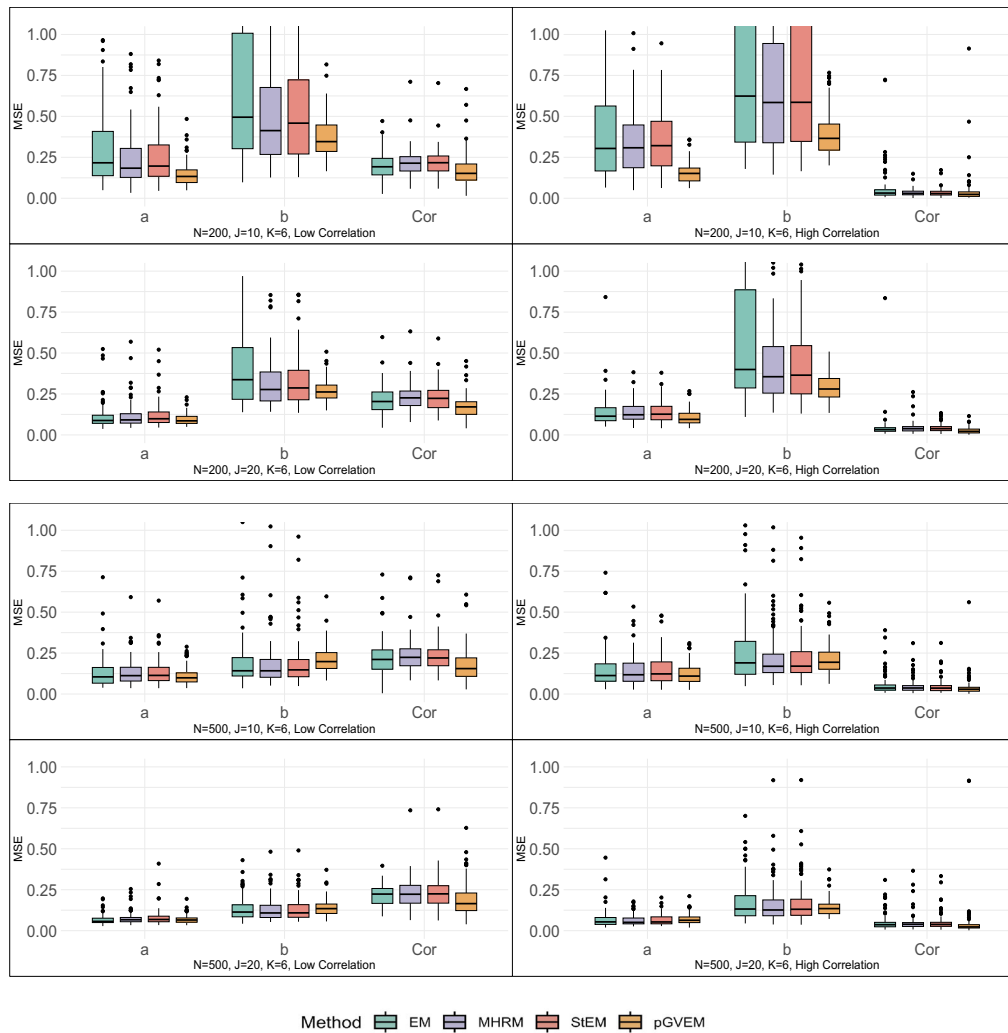 1.00
0.75
MSE
0.50
0.25
0.00
a b Cor
N=200, J=10, K=6, Low Correlation
1.00
0.75
MSE
0.50
0.25
0.00
a b Cor
N=200, J=10, K=6, High Correlation
1.00
0.75
MSE
0.50
0.25
0.00
a b Cor
N=200, J=20, K=6, Low Correlation
1.00
0.75
MSE
0.50
0.25
0.00
a b Cor
N=200, J=20, K=6, High Correlation
1.00
0.75
MSE
0.50
0.25
0.00
a b Cor
N=500, J=10, K=6, Low Correlation
1.00
0.75
MSE
0.50
0.25
0.00
a b Cor
N=500, J=10, K=6, High Correlation
1.00
0.75
MSE
0.50
0.25
0.00
a b Cor
N=500, J=20, K=6, Low Correlation
1.00
0.75
MSE
0.50
0.25
0.00
a b Cor
N=500, J=20, K=6, High Correlation
Method EM MHRM StEM pGVEM